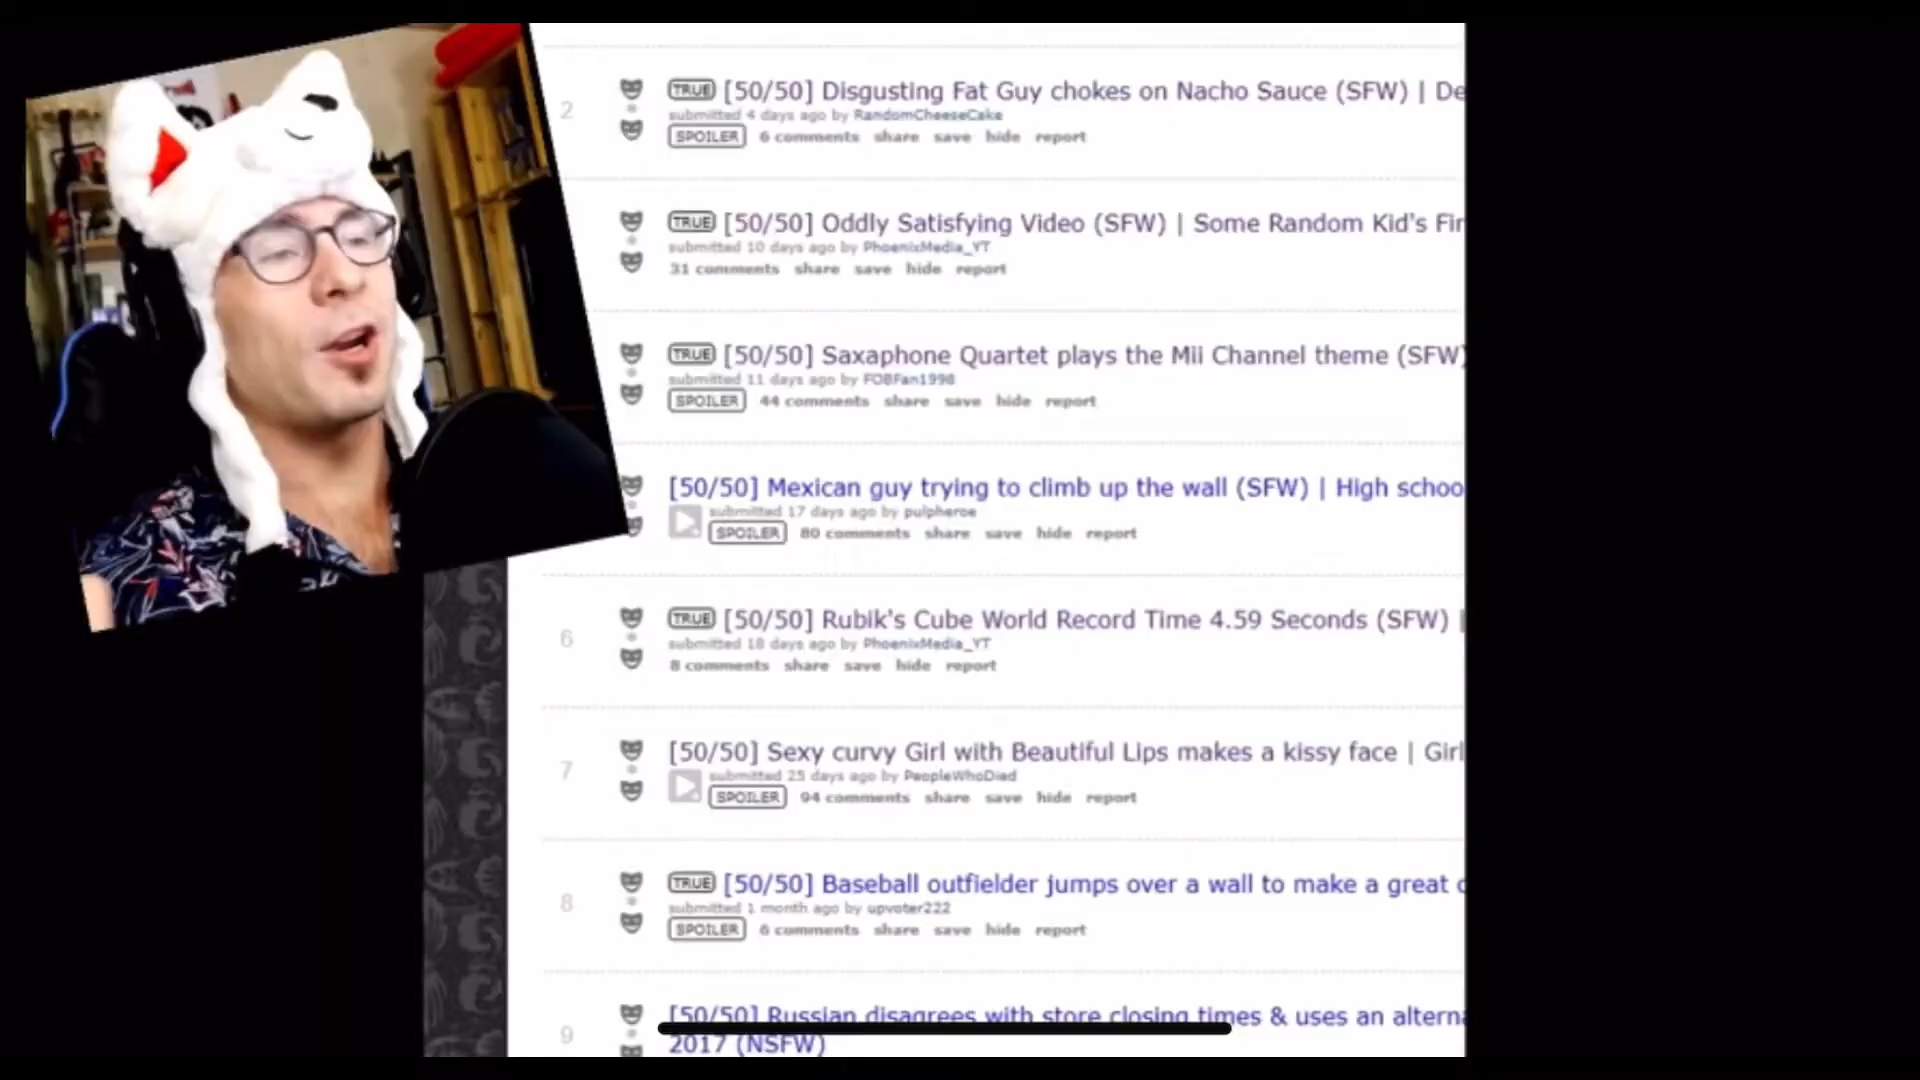 2
TRUE [50/50] Disgusting Fat Guy chokes on Nacho Sauce (SFW) | De
submitted 4 days ago by RandomCheeseCake
SPOILER 6 comments share save hide report
TRUE [50/50] Oddly Satisfying Video (SFW) | Some Random Kid's Fir
submitted 10 days ago by PhoenixMedia_YT
31 comments share save hide report
TRUE [50/50] Saxaphone Quartet plays the Mii Channel theme (SFW)
submitted 11 days ago by FOBFan1998
SPOILER 44 comments share save hide report
[50/50] Mexican guy trying to climb up the wall (SFW) | High schoo
submitted 17 days ago by pulpheroe
SPOILER 80 comments share save hide report
6
TRUE [50/50] Rubik's Cube World Record Time 4.59 Seconds (SFW) |
submitted 18 days ago by PhoenixMedia_YT
8 comments share save hide report
7
[50/50] Sexy curvy Girl with Beautiful Lips makes a kissy face | Girl
submitted 25 days ago by PeopleWhoDied
SPOILER 94 comments share save hide report
8
TRUE [50/50] Baseball outfielder jumps over a wall to make a great c
submitted 1 month ago by upvoter222
SPOILER 6 comments share save hide report
9
[50/50] Russian disagrees with store closing times & uses an alterna
2017 (NSFW)